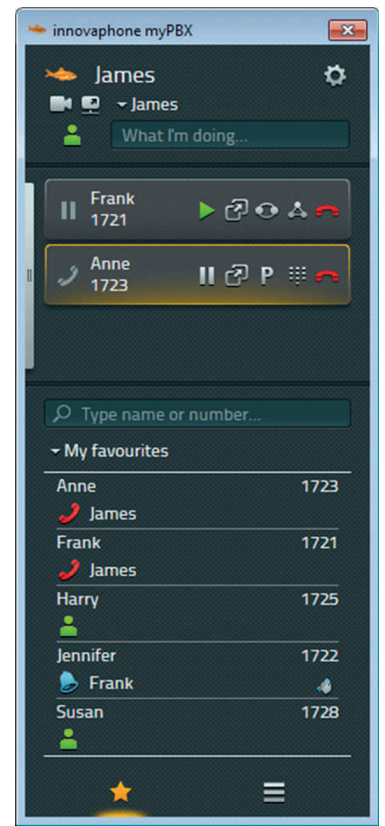 innovaphone myPBX
James
James
What I'm doing...
Frank
1721
Anne
1723
P
Type name or number...
My favourites
Anne 1723
James
Frank 1721
James
Harry 1725
Jennifer 1722
Frank
Susan 1728